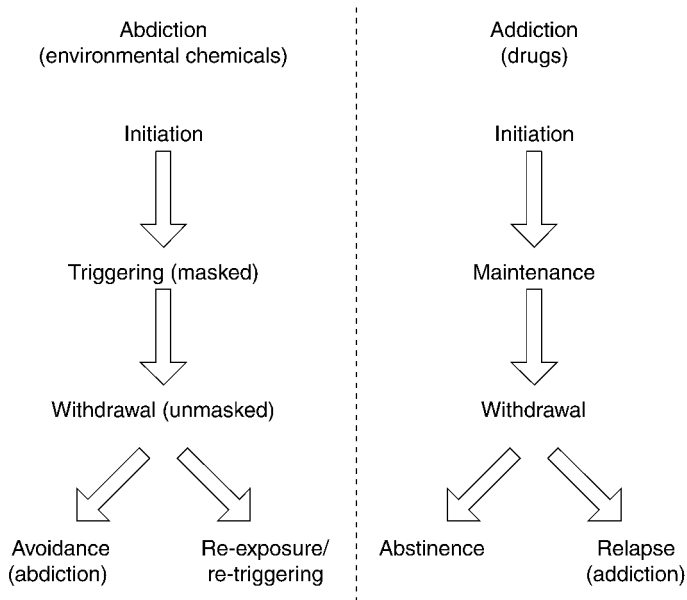 Abdiction
(environmental chemicals)
Initiation
Triggering (masked)
Withdrawal (unmasked)
Avoidance
(abdiction)
Re-exposure/
re-triggering
Addiction
(drugs)
Initiation
Maintenance
Withdrawal
Abstinence
Relapse
(addiction)